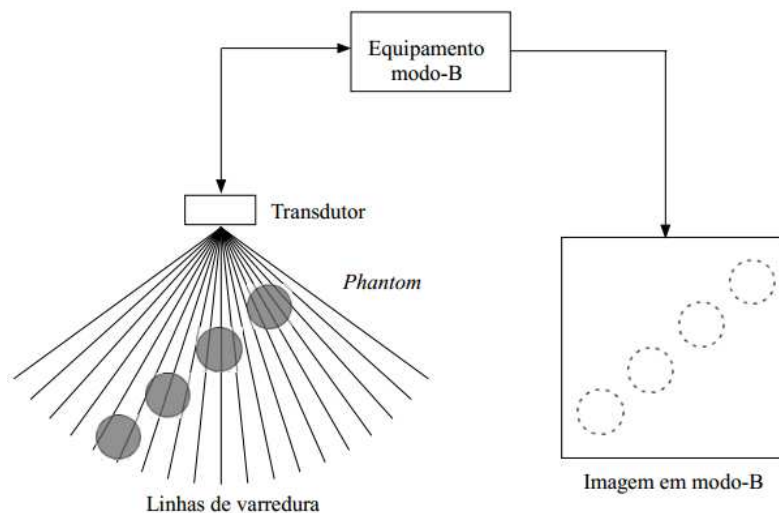 Equipamento
modo-B
Transdutor
Phantom
Linhas de varredura
Imagem em modo-B